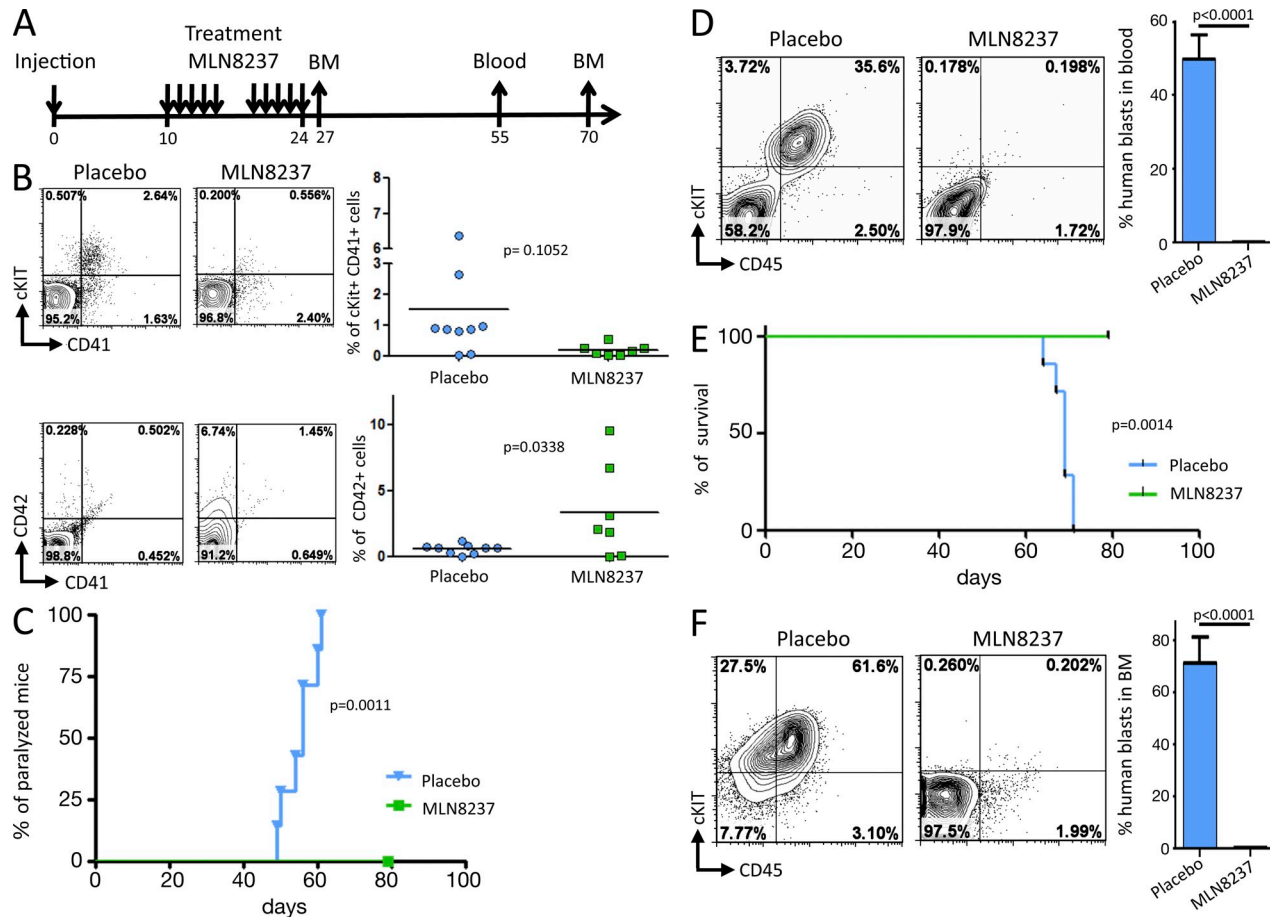 A
Treatment
Injection MLN8237 BM Blood BM
0 10 24 27 55 70
B
Placebo MLN8237
0.507% 2.64% 0.200% 0.556%
95.2% 1.63% 96.8% 2.40%
cKIT
CD41
% of cKit+ CD41+ cells
8
7
6
3
2
1
0
p= 0.1052
Placebo MLN8237
0.228% 0.502% 6.74% 1.45%
98.8% 0.452% 91.2% 0.649%
CD42
CD41
% of CD42+ cells
10
5
0
p=0.0338
Placebo MLN8237
C
% of paralyzed mice
100
75
50
25
0
p=0.0011
Placebo
MLN8237
0 20 40 60 80 100
days
D
Placebo MLN8237
3.72% 35.6% 0.178% 0.198%
58.2% 2.50% 97.9% 1.72%
cKIT
CD45
% human blasts in blood
60
40
20
0
p<0.0001
Placebo
MLN8237
E
% of survival
100
50
0
p=0.0014
Placebo
MLN8237
0 20 40 60 80 100
days
F
Placebo MLN8237
27.5% 61.6% 0.260% 0.202%
7.77% 3.10% 97.5% 1.99%
cKIT
CD45
% human blasts in BM
80
60
40
20
0
p<0.0001
Placebo
MLN8237